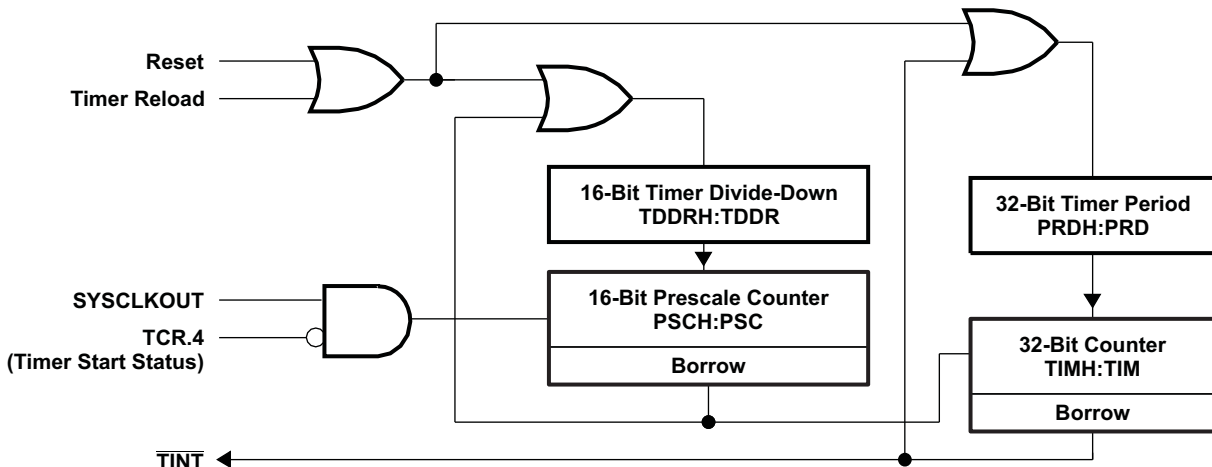 Reset
Timer Reload
16-Bit Timer Divide-Down
TDDRH:TDDR
32-Bit Timer Period
PRDH:PRD
SYSCLKOUT
TCR.4
(Timer Start Status)
16-Bit Prescale Counter
PSCH:PSC
Borrow
32-Bit Counter
TIMH:TIM
Borrow
TINT